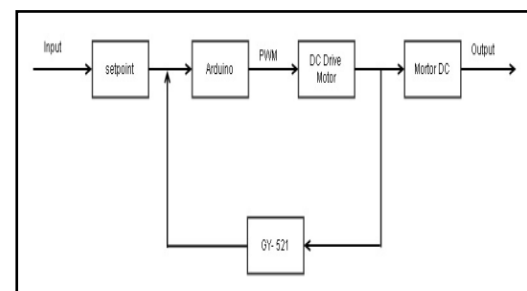 Input
setpoint
Arduino
PWM
DC Drive
Motor
Mortor DC
Output
GY- 521